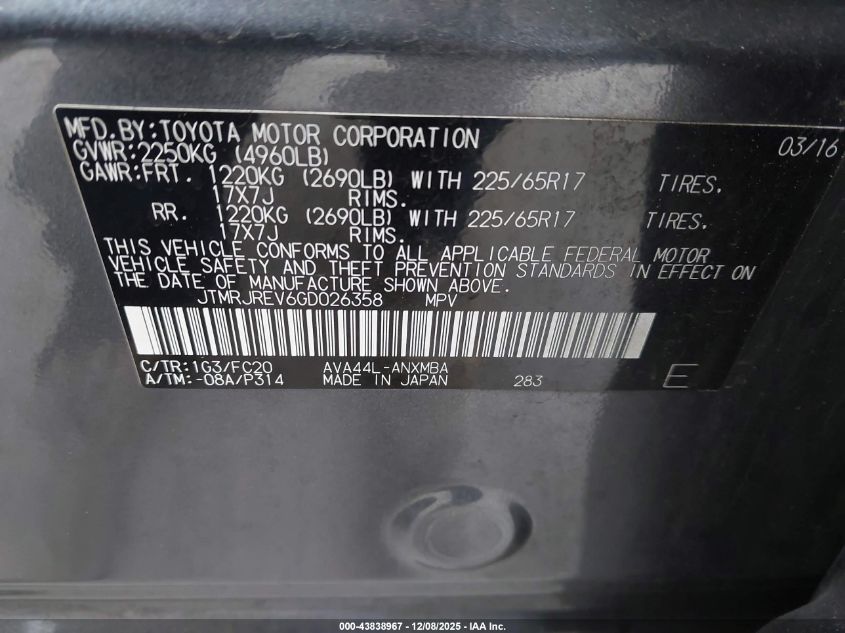 MFD.BY:TOYOTA MOTOR CORPORATION 03/16
GVWR:2250KG (4960LB)
GAWR:FRT. 1220KG (2690LB) WITH 225/65R17 TIRES,
17X7J RIMS.
RR. 1220KG (2690LB) WITH 225/65R17 TIRES,
17X7J RIMS.
THIS VEHICLE CONFORMS TO ALL APPLICABLE FEDERAL MOTOR
VEHICLE SAFETY AND THEFT PREVENTION STANDARDS IN EFFECT ON
THE DATE OF MANUFACTURE SHOWN ABOVE.
JTMRJREV6GD026358 MPV
C/TR:1G3/FC20 AVA44L-ANXMBA
A/TM:-08A/P314 MADE IN JAPAN 283 E
000-43838967 - 12/08/2025 - IAA Inc.